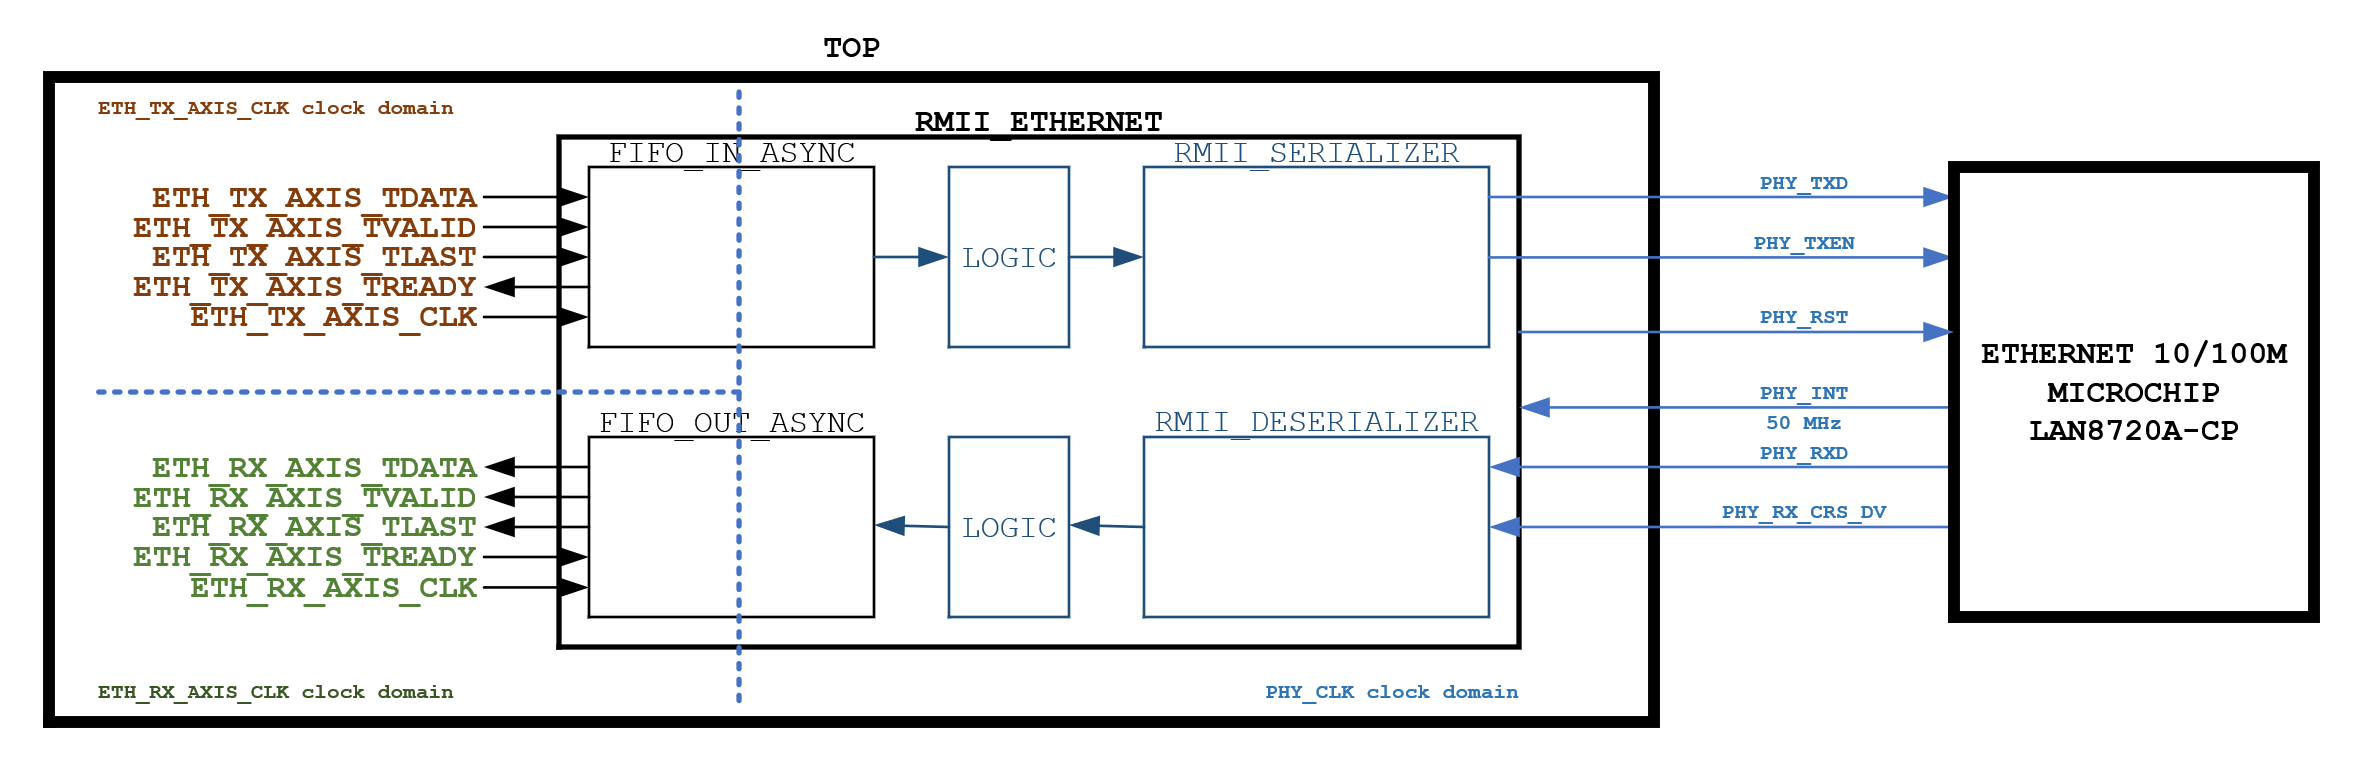 TOP
ETH_TX_AXIS_CLK clock domain
RMII_ETHERNET
FIFO_IN_ASYNC
RMII_SERIALIZER
ETH_TX_AXIS_TDATA
ETH_TX_AXIS_TVALID
ETH_TX_AXIS_TLAST
ETH_TX_AXIS_TREADY
ETH_TX_AXIS_CLK
LOGIC
PHY_TXD
PHY_TXEN
PHY_RST
PHY_INT
50 MHz
PHY_RXD
PHY_RX_CRS_DV
ETHERNET 10/100M
MICROCHIP
LAN8720A-CP
FIFO_OUT_ASYNC
RMII_DESERIALIZER
ETH_RX_AXIS_TDATA
ETH_RX_AXIS_TVALID
ETH_RX_AXIS_TLAST
ETH_RX_AXIS_TREADY
ETH_RX_AXIS_CLK
LOGIC
ETH_RX_AXIS_CLK clock domain
PHY_CLK clock domain